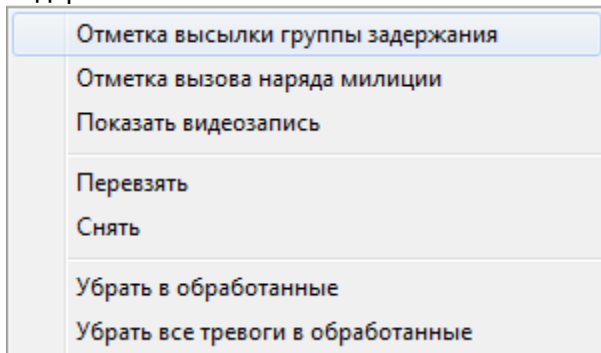 Отметка высылки группы задержания
Отметка вызова наряда милиции
Показать видеозапись
Перевзять
Снять
Убрать в обработанные
Убрать все тревоги в обработанные